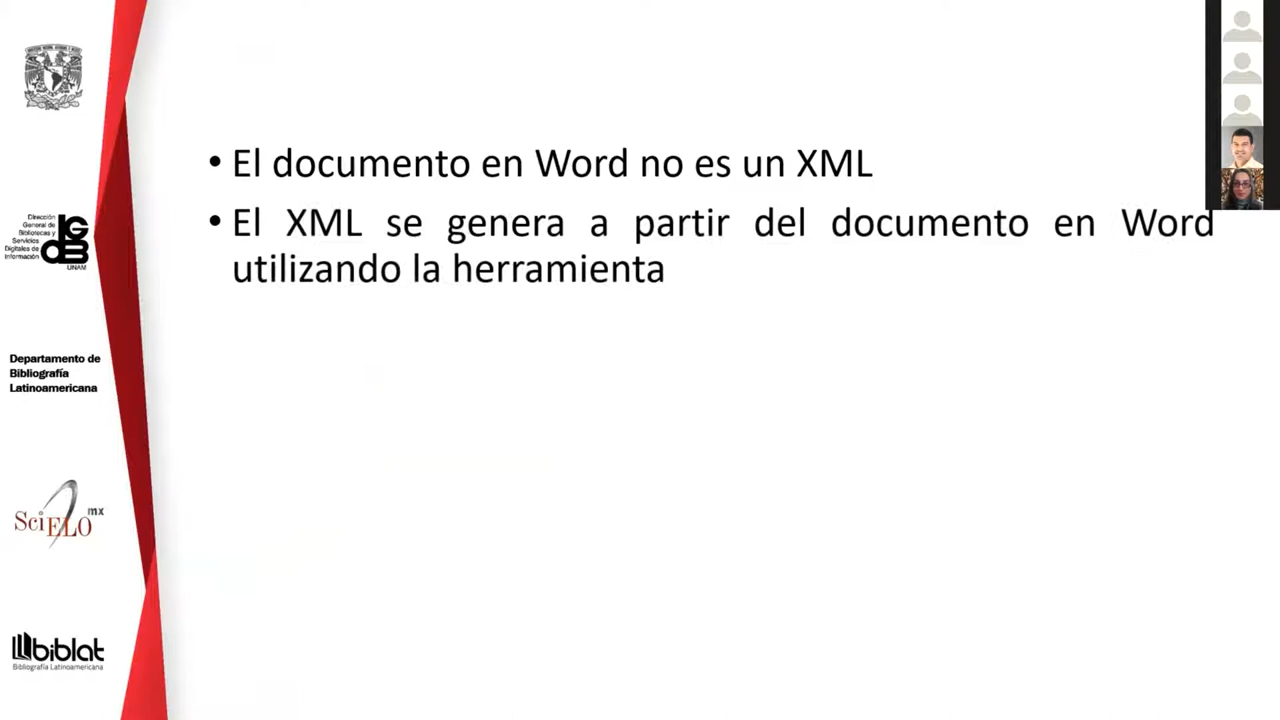 • El documento en Word no es un XML
• El XML se genera a partir del documento en Word
utilizando la herramienta
Dirección
General de
Bibliotecas y
Servicios
Digitales de
Información
DGB
UNAM
Departamento de
Bibliografía
Latinoamericana
SciELO mx
biblat
Bibliografía Latinoamericana